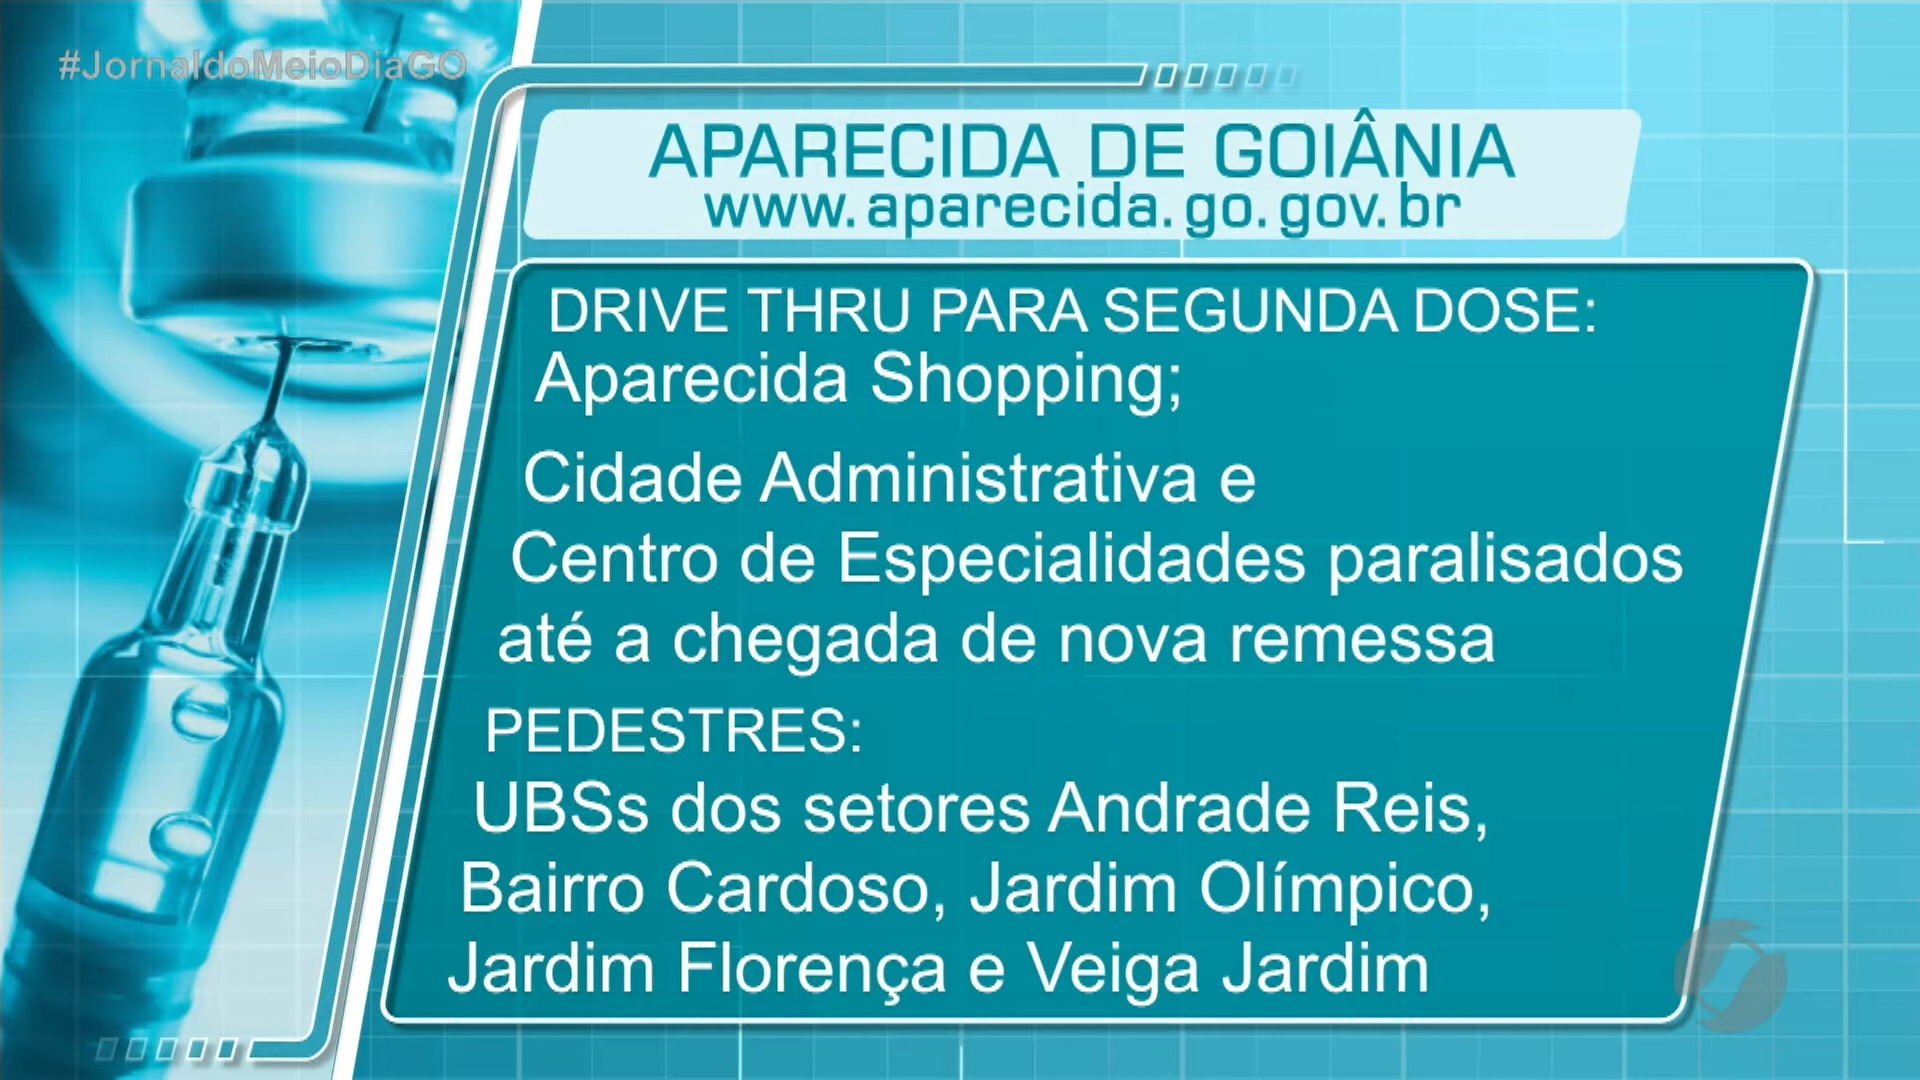 #JornaldoMeioDiaGO
APARECIDA DE GOIÂNIA
www.aparecida.go.gov.br
DRIVE THRU PARA SEGUNDA DOSE:
Aparecida Shopping;
Cidade Administrativa e
Centro de Especialidades paralisados
até a chegada de nova remessa
PEDESTRES:
UBSs dos setores Andrade Reis,
Bairro Cardoso, Jardim Olímpico,
Jardim Florença e Veiga Jardim